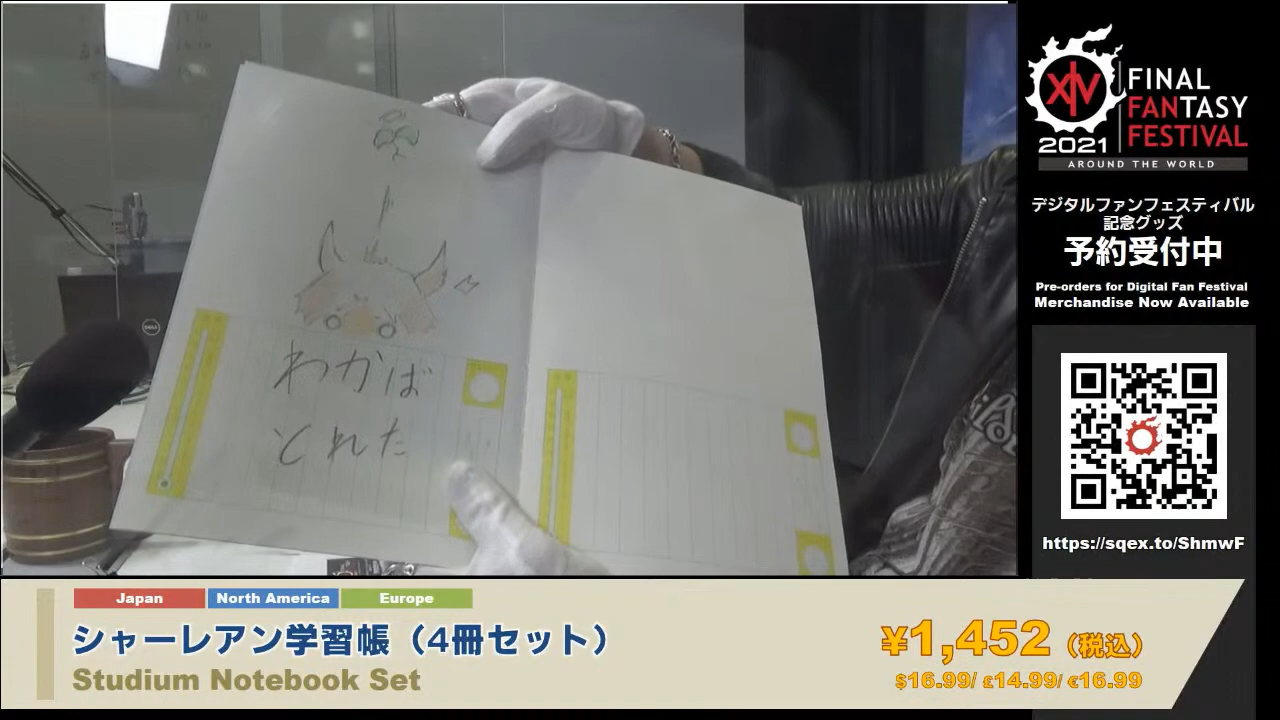 わかば
とれた
DELL
XIV
FINAL
FANTASY
FESTIVAL
2021
AROUND THE WORLD
デジタルファンフェスティバル
記念グッズ
予約受付中
Pre-orders for Digital Fan Festival
Merchandise Now Available
https://sqex.to/ShmwF
Japan
North America
Europe
シャーレアン学習帳（4冊セット）
Studium Notebook Set
¥1,452（税込）
$16.99/ £14.99/ €16.99